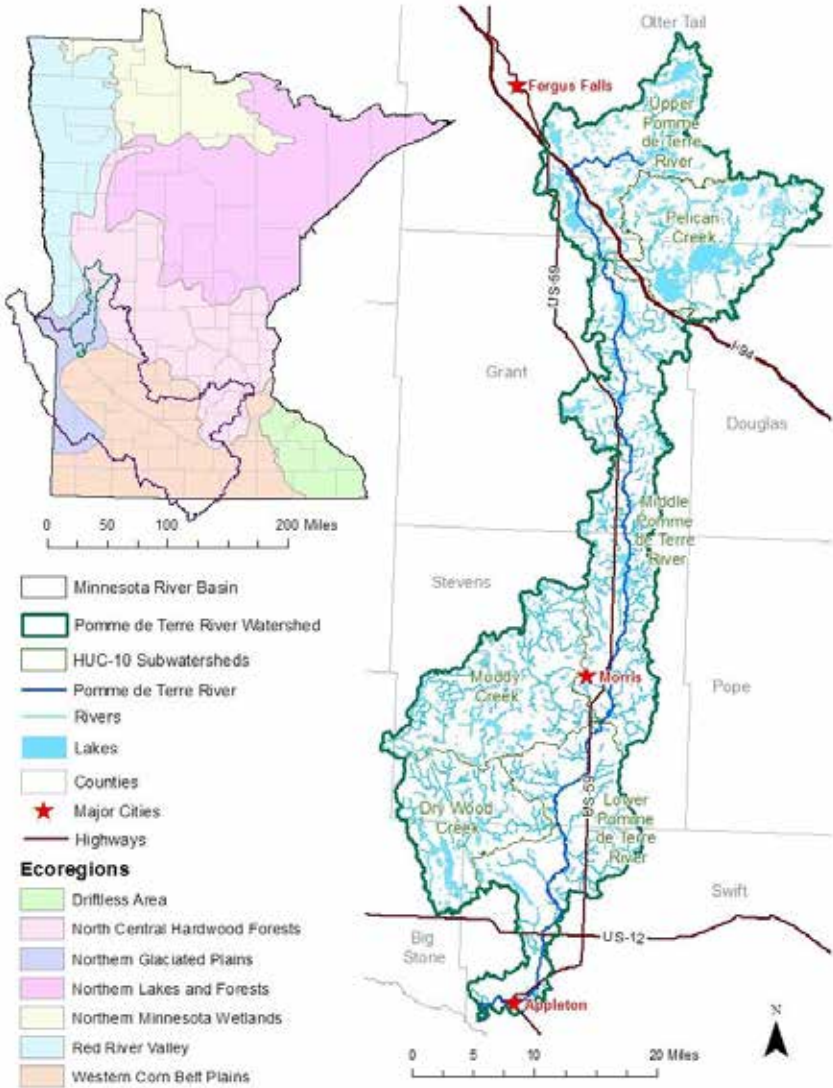 0 50 100 200 Miles
Minnesota River Basin
Pomme de Terre River Watershed
HUC-10 Subwatersheds
Pomme de Terre River
Rivers
Lakes
Counties
Major Cities
Highways
Ecoregions
Driftless Area
North Central Hardwood Forests
Northern Glaciated Plains
Northern Lakes and Forests
Northern Minnesota Wetlands
Red River Valley
Western Corn Belt Plains
Otter Tail
Fergus Falls
Upper
Pomme
de Terre
River
Pelican
Creek
US-59
I-94
Grant
Douglas
Middle
Pomme
de Terre
River
Stevens
Muddy
Creek
Morris
Pope
Dry Wood
Creek
US-59
Lower
Pomme
de Terre
River
Swift
Big
Stone
US-12
Appleton
N
0 5 10 20 Miles